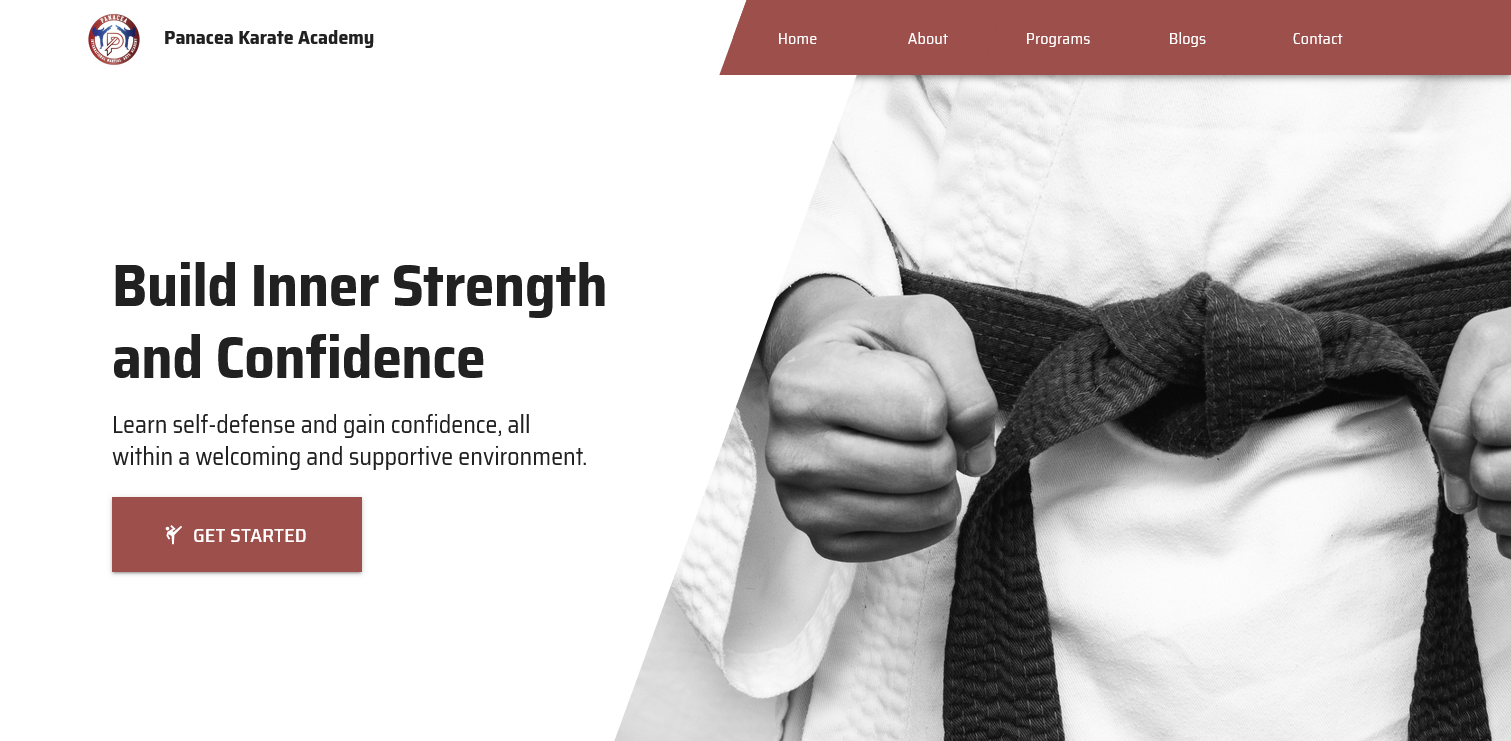 PANACEA
Panacea Karate Academy
Home
About
Programs
Blogs
Contact
Build Inner Strength
and Confidence
Learn self-defense and gain confidence, all
within a welcoming and supportive environment.
GET STARTED